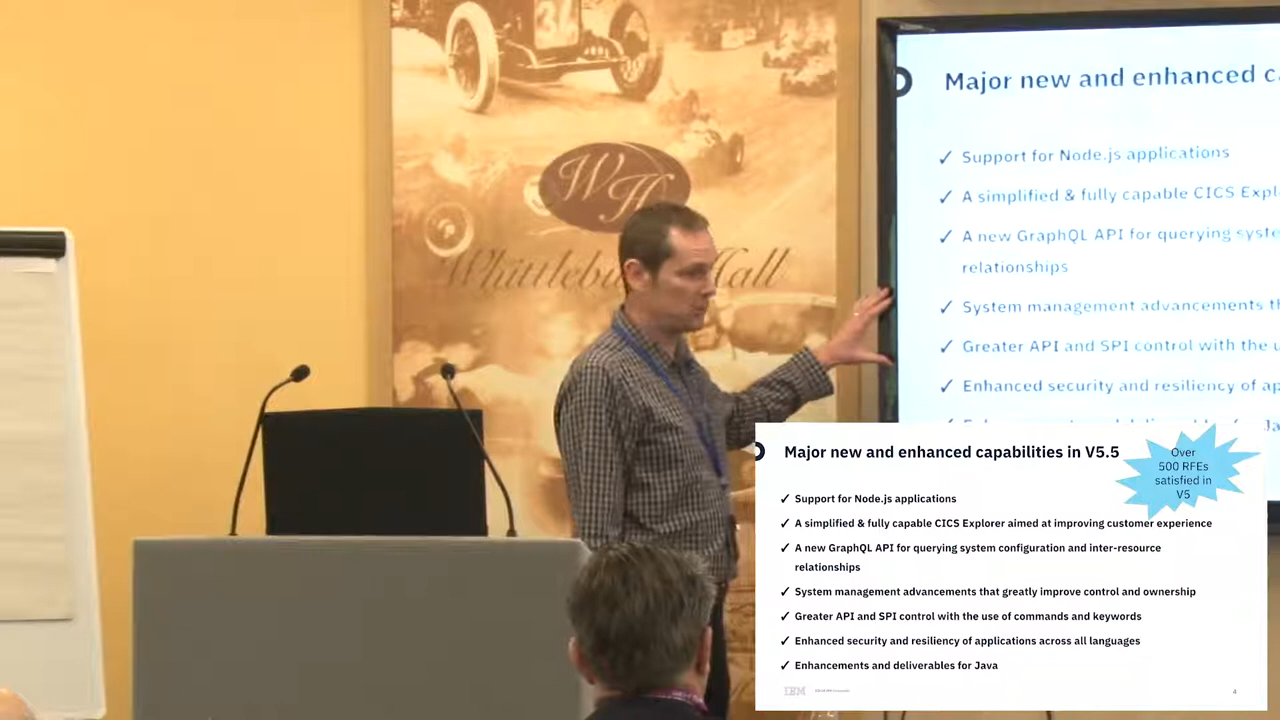 34
WH
Whittlebu Hall
Major new and enhanced c
Support for Node.js applications
A simplified & fully capable CICS Expl
A new GraphQL API for querying syste
relationships
System management advancements th
Greater API and SPI control with the u
Enhanced security and resiliency of ap
Major new and enhanced capabilities in V5.5
Over
500 RFEs
satisfied in
V5
✓ Support for Node.js applications
✓ A simplified & fully capable CICS Explorer aimed at improving customer experience
✓ A new GraphQL API for querying system configuration and inter-resource
relationships
✓ System management advancements that greatly improve control and ownership
✓ Greater API and SPI control with the use of commands and keywords
✓ Enhanced security and resiliency of applications across all languages
✓ Enhancements and deliverables for Java
IBM
4